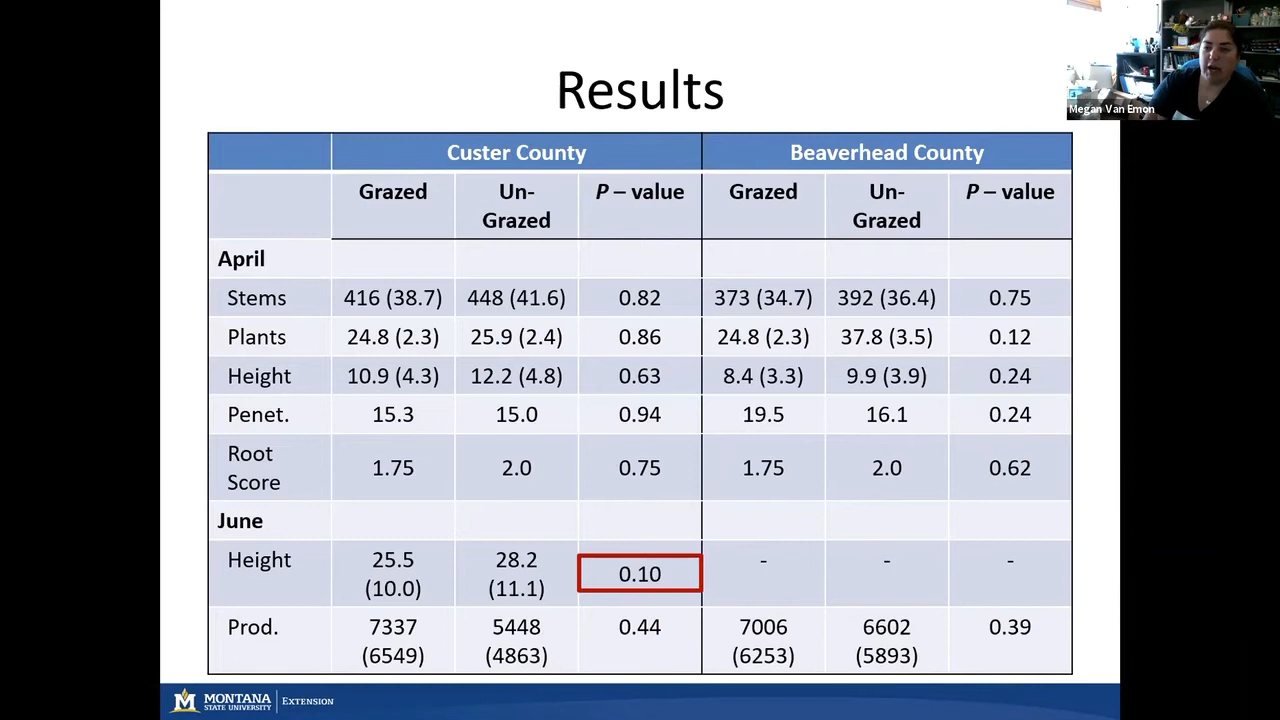 Megan Van Emon
Results
Custer County Beaverhead County
Grazed Un-Grazed P – value Grazed Un-Grazed P – value
April
Stems 416 (38.7) 448 (41.6) 0.82 373 (34.7) 392 (36.4) 0.75
Plants 24.8 (2.3) 25.9 (2.4) 0.86 24.8 (2.3) 37.8 (3.5) 0.12
Height 10.9 (4.3) 12.2 (4.8) 0.63 8.4 (3.3) 9.9 (3.9) 0.24
Penet. 15.3 15.0 0.94 19.5 16.1 0.24
Root Score 1.75 2.0 0.75 1.75 2.0 0.62
June
Height 25.5 (10.0) 28.2 (11.1) 0.10 - - -
Prod. 7337 (6549) 5448 (4863) 0.44 7006 (6253) 6602 (5893) 0.39
M MONTANA STATE UNIVERSITY EXTENSION